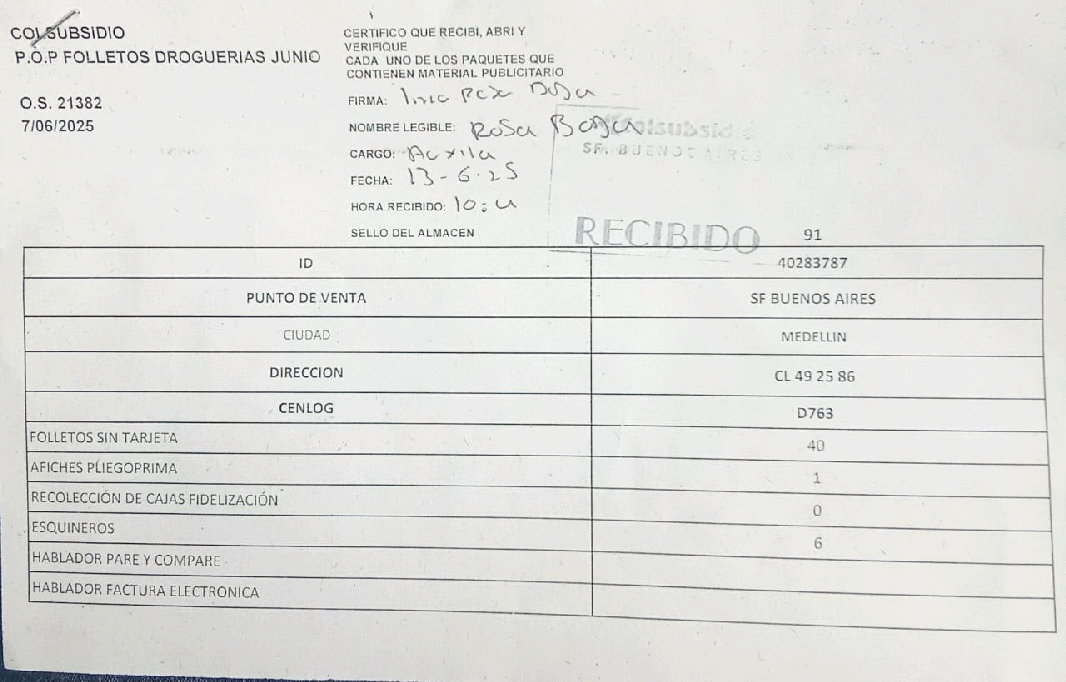 COLSUBSIDIO
P.O.P FOLLETOS DROGUERIAS JUNIO
O.S. 21382
7/06/2025
CERTIFICO QUE RECIBI, ABRI Y
VERIFIQUE
CADA UNO DE LOS PAQUETES QUE
CONTIENEN MATERIAL PUBLICITARIO
FIRMA:
NOMBRE LEGIBLE: Rosa
CARGO:
FECHA: 13-6-25
HORA RECIBIDO:
SELLO DEL ALMACEN
Colsubsidio
SF. BUENOS AIRES
RECIBIDO
91
ID 40283787
PUNTO DE VENTA SF BUENOS AIRES
CIUDAD MEDELLIN
DIRECCION CL 49 25 86
CENLOG D763
FOLLETOS SIN TARJETA 40
AFICHES PLIEGOPRIMA 1
RECOLECCIÓN DE CAJAS FIDELIZACIÓN 0
ESQUINEROS 6
HABLADOR PARE Y COMPARE
HABLADOR FACTURA ELECTRONICA